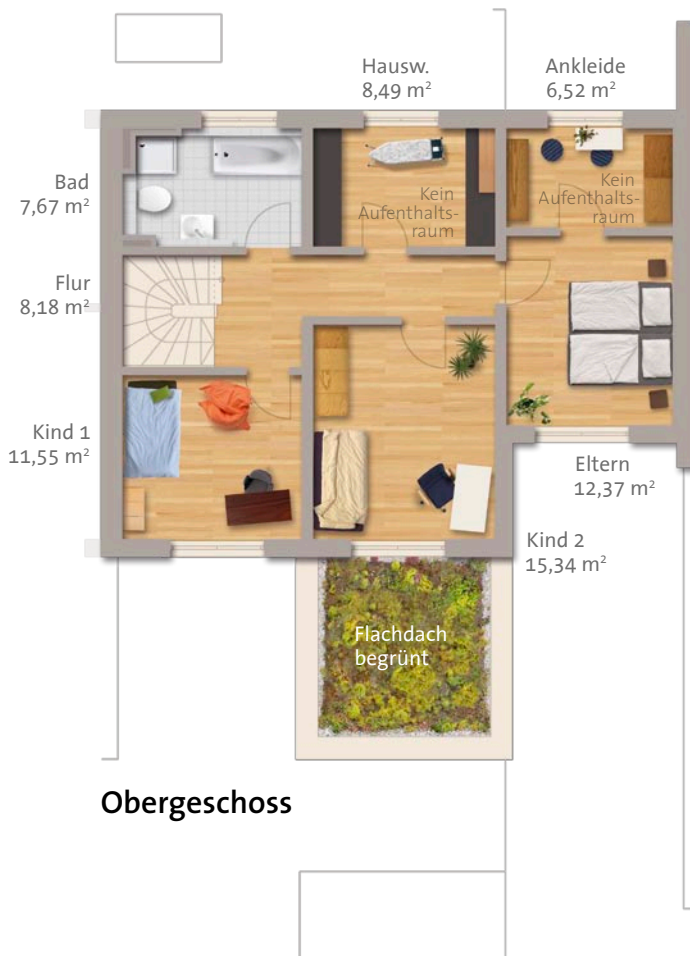 Hausw.
8,49 m²
Ankleide
6,52 m²
Bad
7,67 m²
Kein
Aufenthalts-
raum
Kein
Aufenthalts-
raum
Flur
8,18 m²
Kind 1
11,55 m²
Eltern
12,37 m²
Kind 2
15,34 m²
Flachdach
begrünt
Obergeschoss